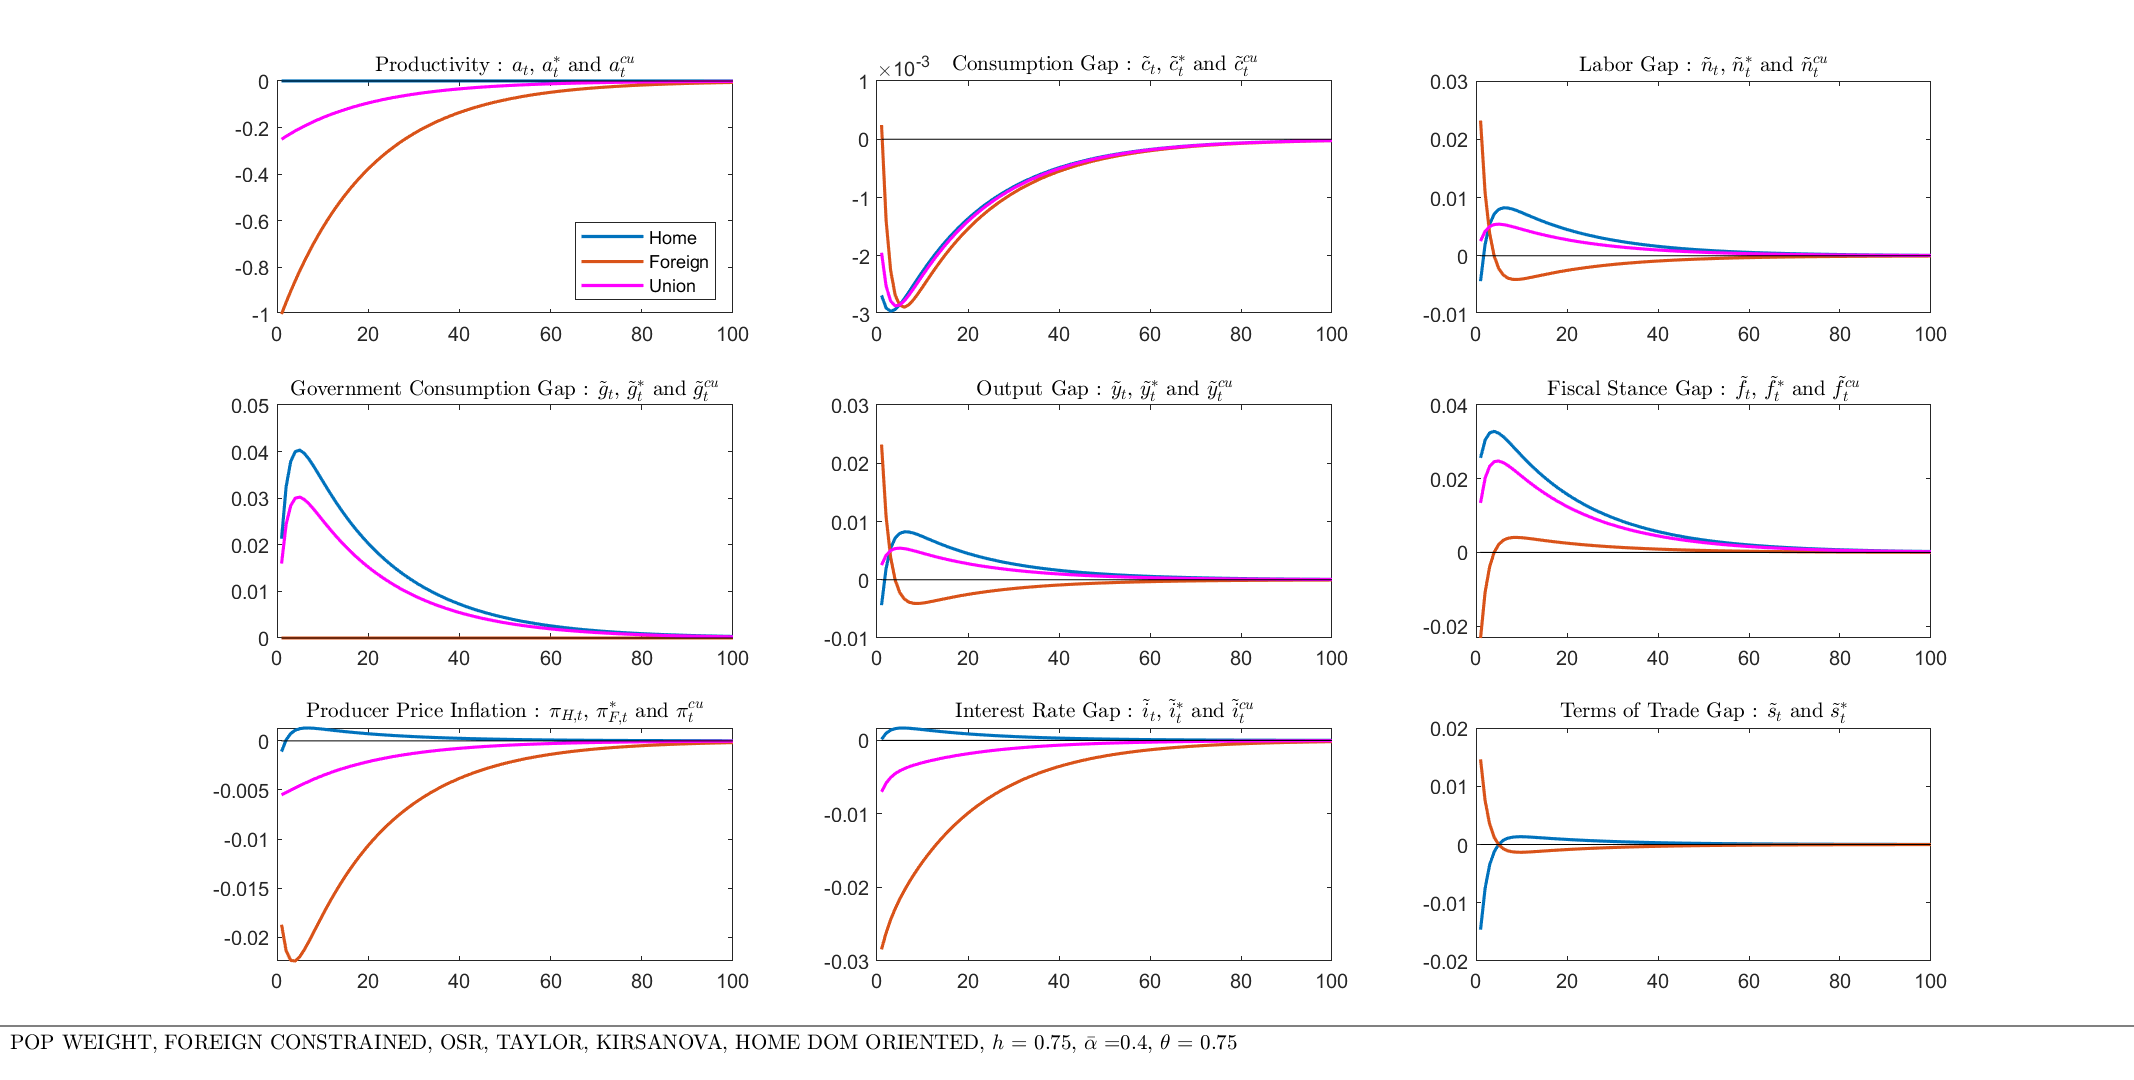 Productivity : a_t, a_t^* and a_t^{cu}
0
-0.2
-0.4
-0.6
-0.8
-1
0 20 40 60 80 100
Home
Foreign
Union
Consumption Gap : c̃_t, c̃_t^* and c̃_t^{cu}
×10^{-3}
1
0
-1
-2
-3
0 20 40 60 80 100
Labor Gap : ñ_t, ñ_t^* and ñ_t^{cu}
0.03
0.02
0.01
0
-0.01
0 20 40 60 80 100
Government Consumption Gap : g̃_t, g̃_t^* and g̃_t^{cu}
0.05
0.04
0.03
0.02
0.01
0
0 20 40 60 80 100
Output Gap : ỹ_t, ỹ_t^* and ỹ_t^{cu}
0.03
0.02
0.01
0
-0.01
0 20 40 60 80 100
Fiscal Stance Gap : f̃_t, f̃_t^* and f̃_t^{cu}
0.04
0.02
0
-0.02
0 20 40 60 80 100
Producer Price Inflation : π_{H,t}, π_{F,t}^* and π_t^{cu}
0
-0.005
-0.01
-0.015
-0.02
0 20 40 60 80 100
Interest Rate Gap : ĩ_t, ĩ_t^* and ĩ_t^{cu}
0
-0.01
-0.02
-0.03
0 20 40 60 80 100
Terms of Trade Gap : s̃_t and s̃_t^*
0.02
0.01
0
-0.01
-0.02
0 20 40 60 80 100
POP WEIGHT, FOREIGN CONSTRAINED, OSR, TAYLOR, KIRSANOVA, HOME DOM ORIENTED, h = 0.75, ᾱ =0.4, θ = 0.75